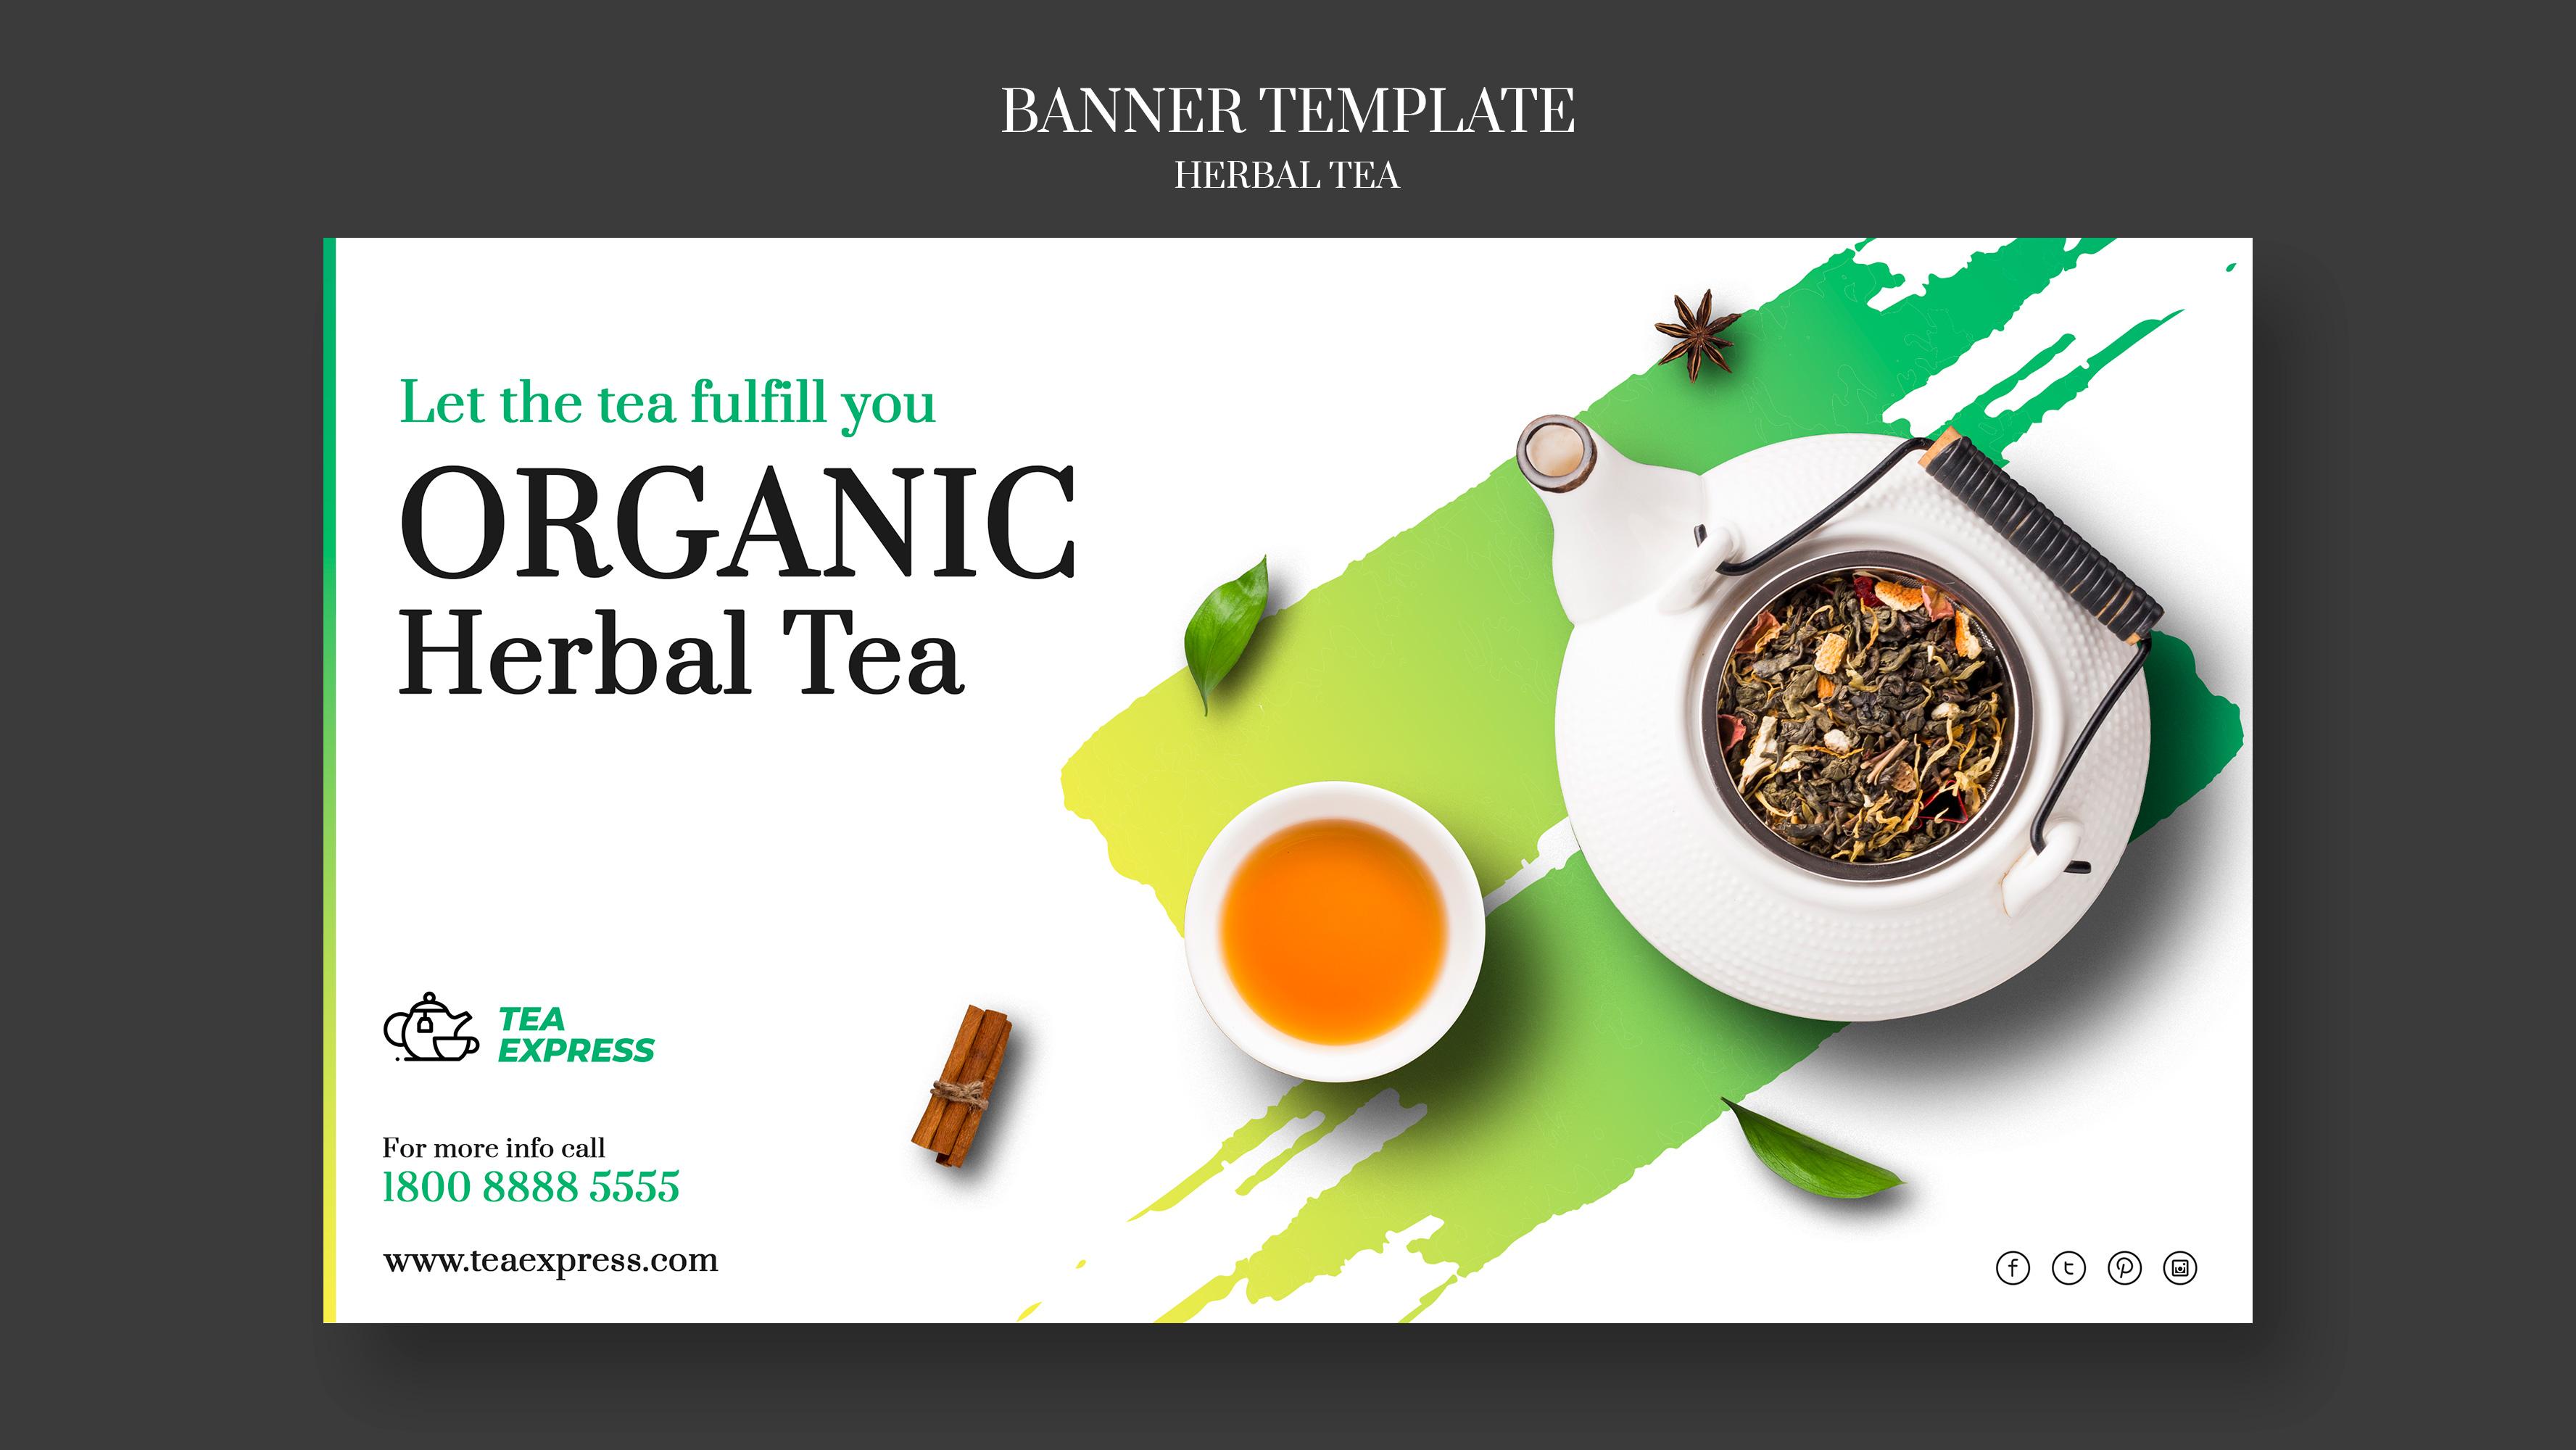 BANNER TEMPLATE
HERBAL TEA
Let the tea fulfill you
ORGANIC
Herbal Tea
TEA
EXPRESS
For more info call
1800 8888 5555
www.teaexpress.com